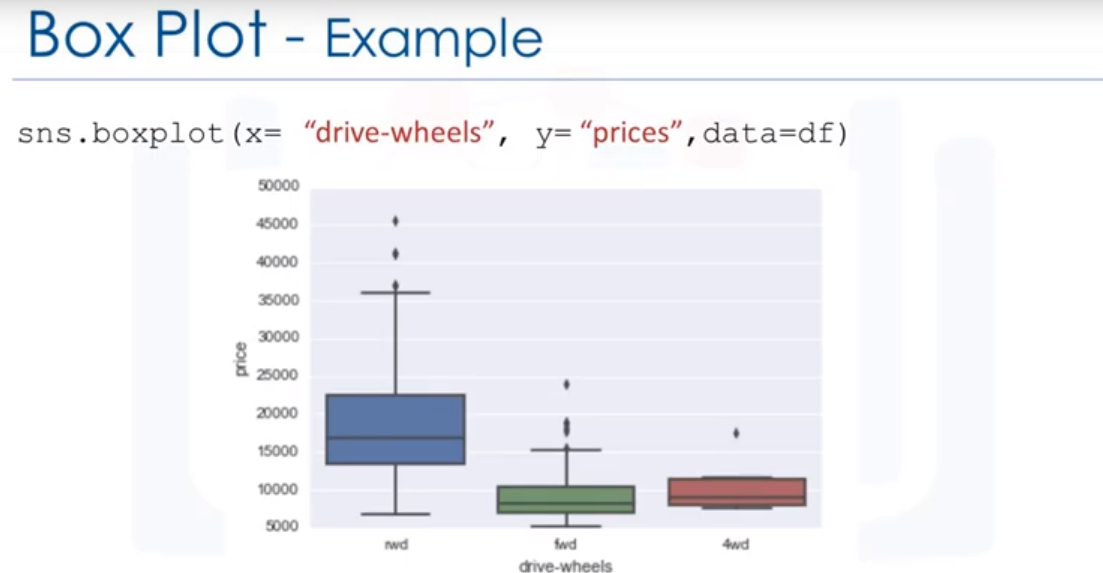 Box Plot - Example
sns.boxplot(x= “drive-wheels”, y= “prices”,data=df)
50000
45000
40000
35000
30000
25000
20000
15000
10000
5000
price
rwd
fwd
4wd
drive-wheels